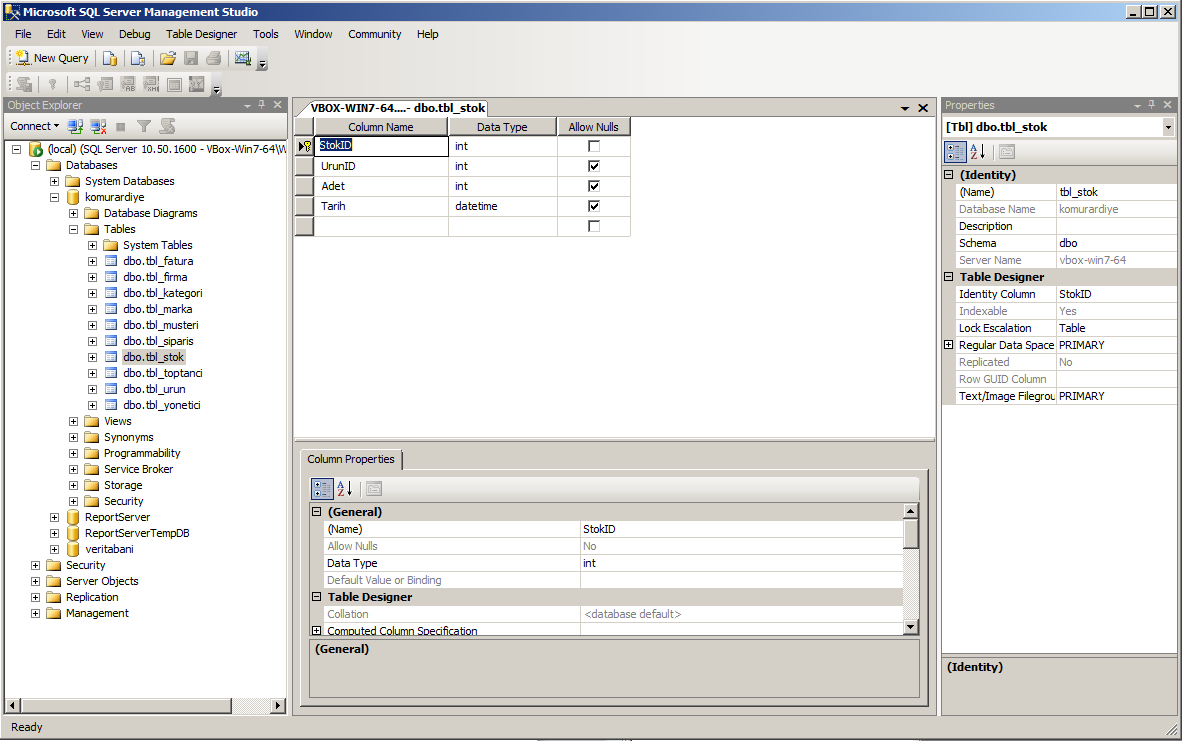 Microsoft SQL Server Management Studio
File Edit View Debug Table Designer Tools Window Community Help
New Query
Object Explorer
Connect
(local) (SQL Server 10.50.1600 - VBox-Win7-64\W
Databases
System Databases
komurardiye
Database Diagrams
Tables
System Tables
dbo.tbl_fatura
dbo.tbl_firma
dbo.tbl_kategori
dbo.tbl_marka
dbo.tbl_musteri
dbo.tbl_siparis
dbo.tbl_stok
dbo.tbl_toptanci
dbo.tbl_urun
dbo.tbl_yonetici
Views
Synonyms
Programmability
Service Broker
Storage
Security
ReportServer
ReportServerTempDB
veritabani
Security
Server Objects
Replication
Management
VBOX-WIN7-64....- dbo.tbl_stok
Column Name Data Type Allow Nulls
StokID int
UrunID int
Adet int
Tarih datetime
Column Properties
(General)
(Name) StokID
Allow Nulls No
Data Type int
Default Value or Binding
Table Designer
Collation <database default>
Computed Column Specification
(General)
Properties
[Tbl] dbo.tbl_stok
(Identity)
(Name) tbl_stok
Database Name komurardiye
Description
Schema dbo
Server Name vbox-win7-64
Table Designer
Identity Column StokID
Indexable Yes
Lock Escalation Table
Regular Data Space PRIMARY
Replicated No
Row GUID Column
Text/Image Filegrou PRIMARY
(Identity)
Ready